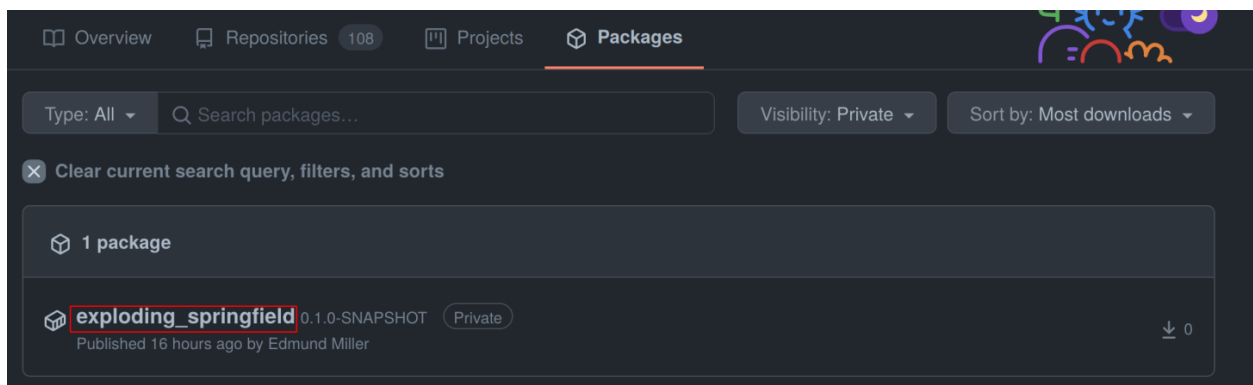 Overview Repositories 108 Projects Packages
Type: All Search packages… Visibility: Private Sort by: Most downloads
Clear current search query, filters, and sorts
1 package
exploding_springfield 0.1.0-SNAPSHOT Private
Published 16 hours ago by Edmund Miller 0